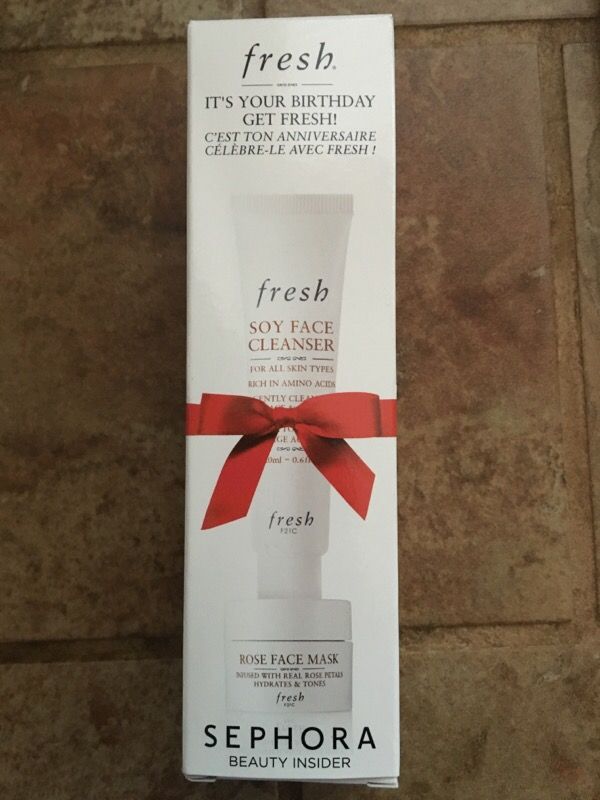 fresh
IT'S YOUR BIRTHDAY
GET FRESH!
C'EST TON ANNIVERSAIRE
CÉLÈBRE-LE AVEC FRESH !
fresh
SOY FACE
CLEANSER
FOR ALL SKIN TYPES
RICH IN AMINO ACIDS
fresh
F21C
ROSE FACE MASK
INFUSED WITH REAL ROSE PETALS
HYDRATES & TONES
fresh
F21C
SEPHORA
BEAUTY INSIDER